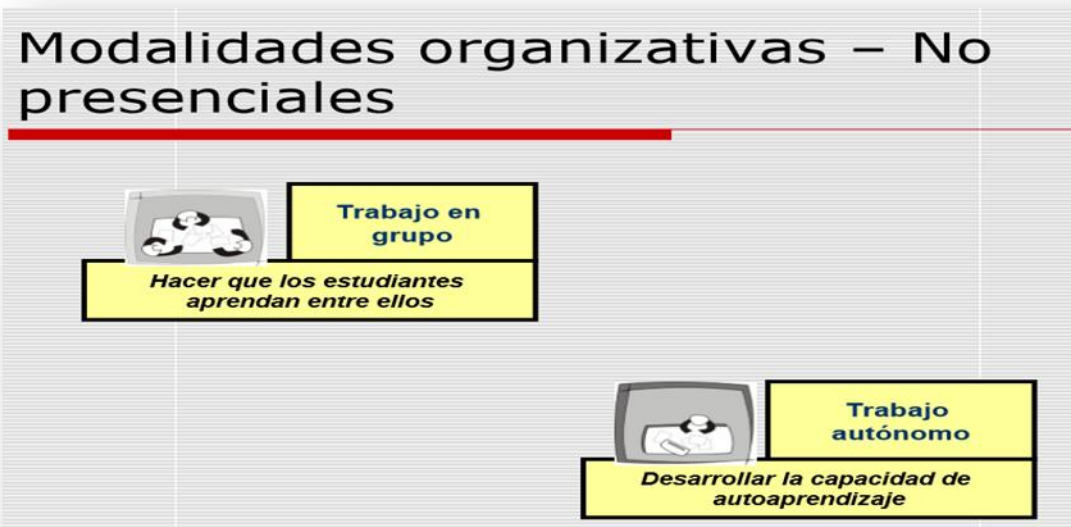 Modalidades organizativas – No
presenciales
Trabajo en
grupo
Hacer que los estudiantes
aprendan entre ellos
Trabajo
autónomo
Desarrollar la capacidad de
autoaprendizaje